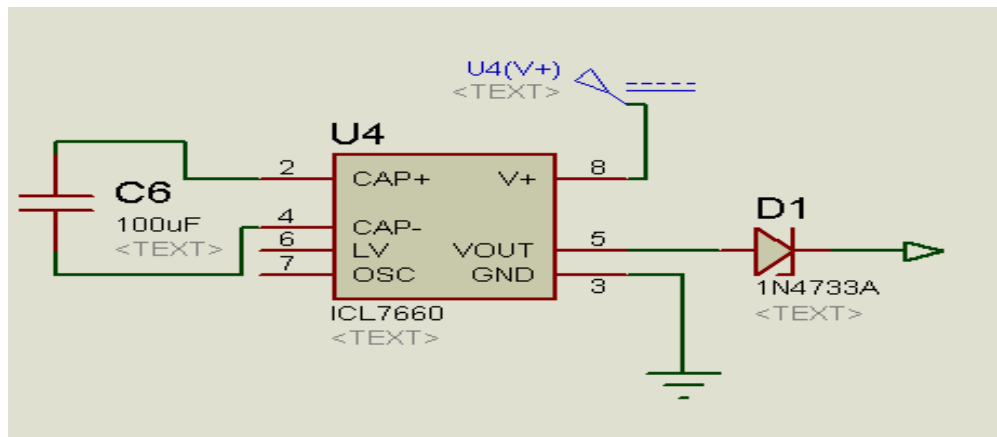 U4(V+)
<TEXT>
U4
2
CAP+
V+
8
C6
100uF
<TEXT>
4
CAP-
6
LV
VOUT
5
7
OSC
GND
3
ICL7660
<TEXT>
D1
1N4733A
<TEXT>